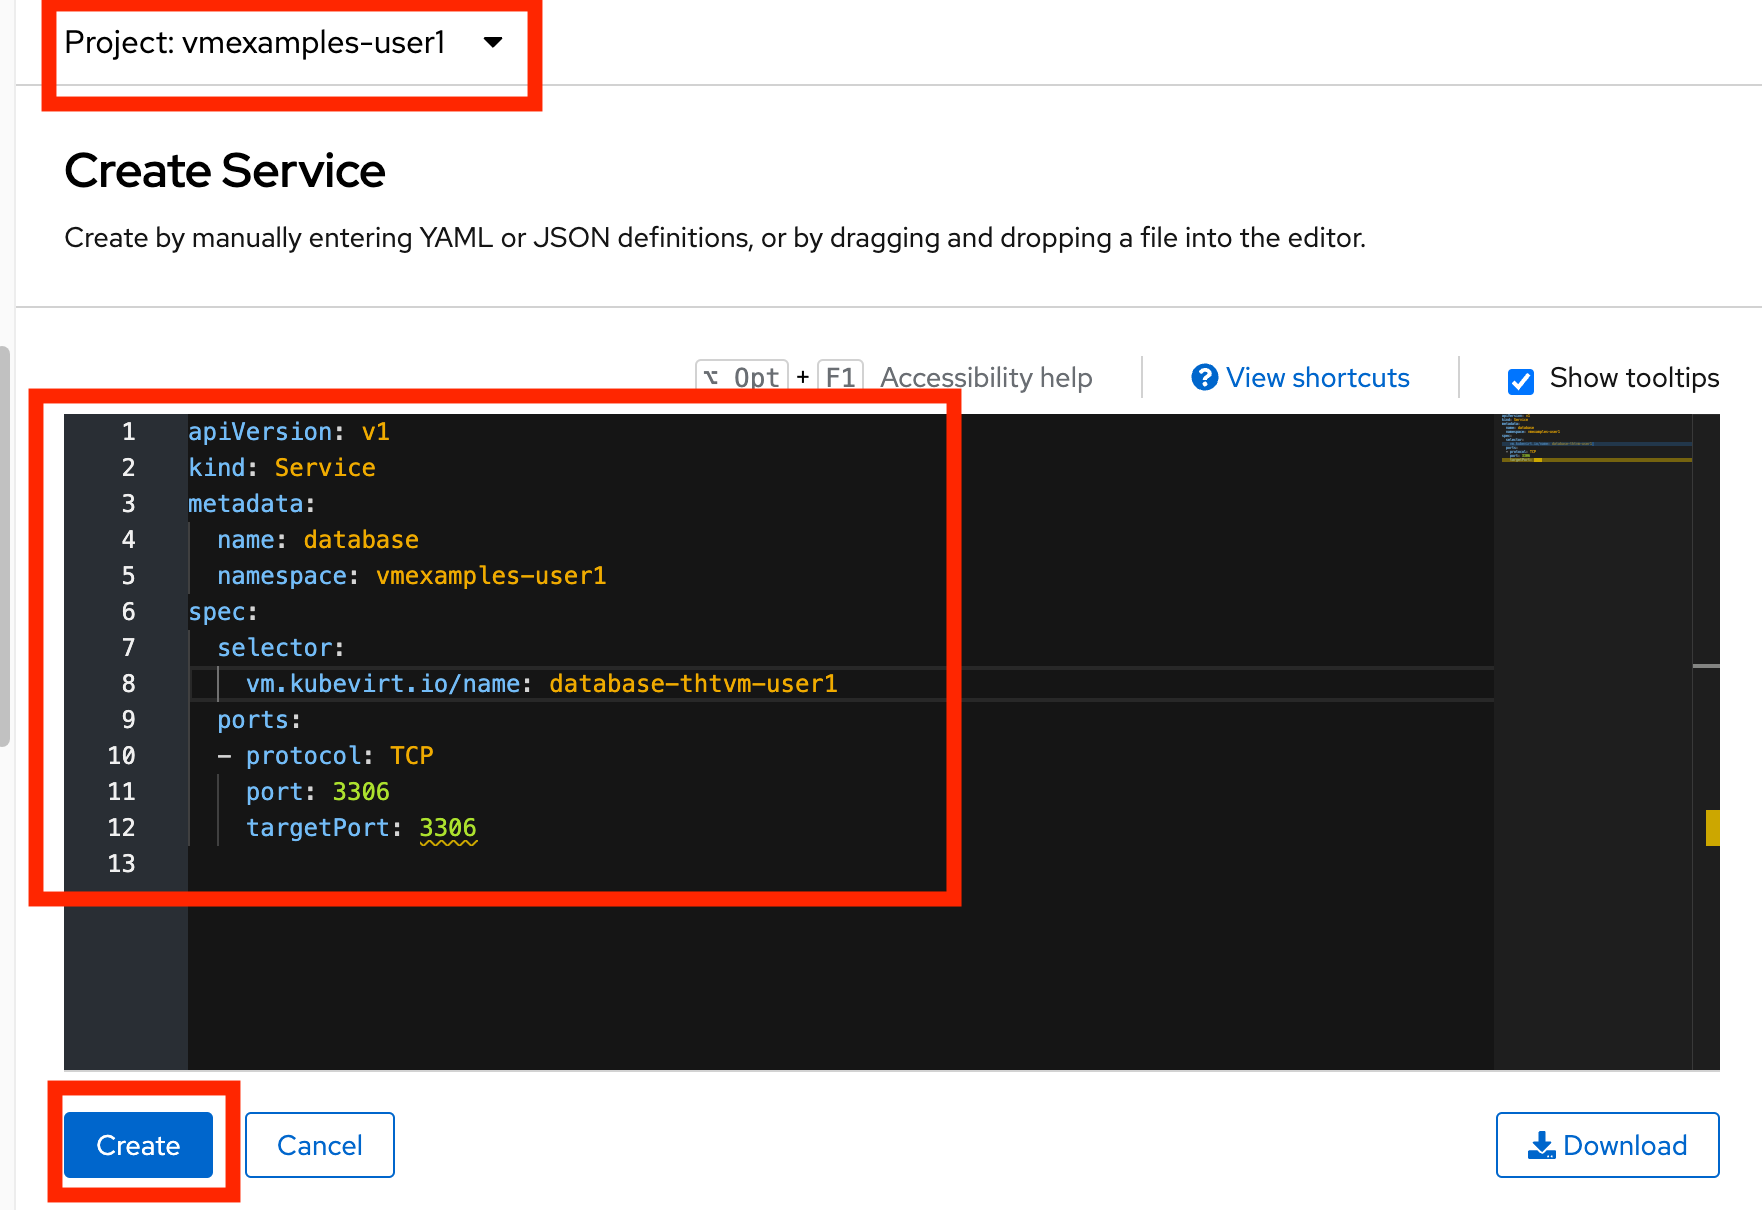 Project: vmexamples-user1
Create Service
Create by manually entering YAML or JSON definitions, or by dragging and dropping a file into the editor.
⌥ Opt + F1 Accessibility help View shortcuts Show tooltips
1 apiVersion: v1
2 kind: Service
3 metadata:
4 name: database
5 namespace: vmexamples-user1
6 spec:
7 selector:
8 vm.kubevirt.io/name: database-thtvm-user1
9 ports:
10 - protocol: TCP
11 port: 3306
12 targetPort: 3306
13
Create Cancel Download